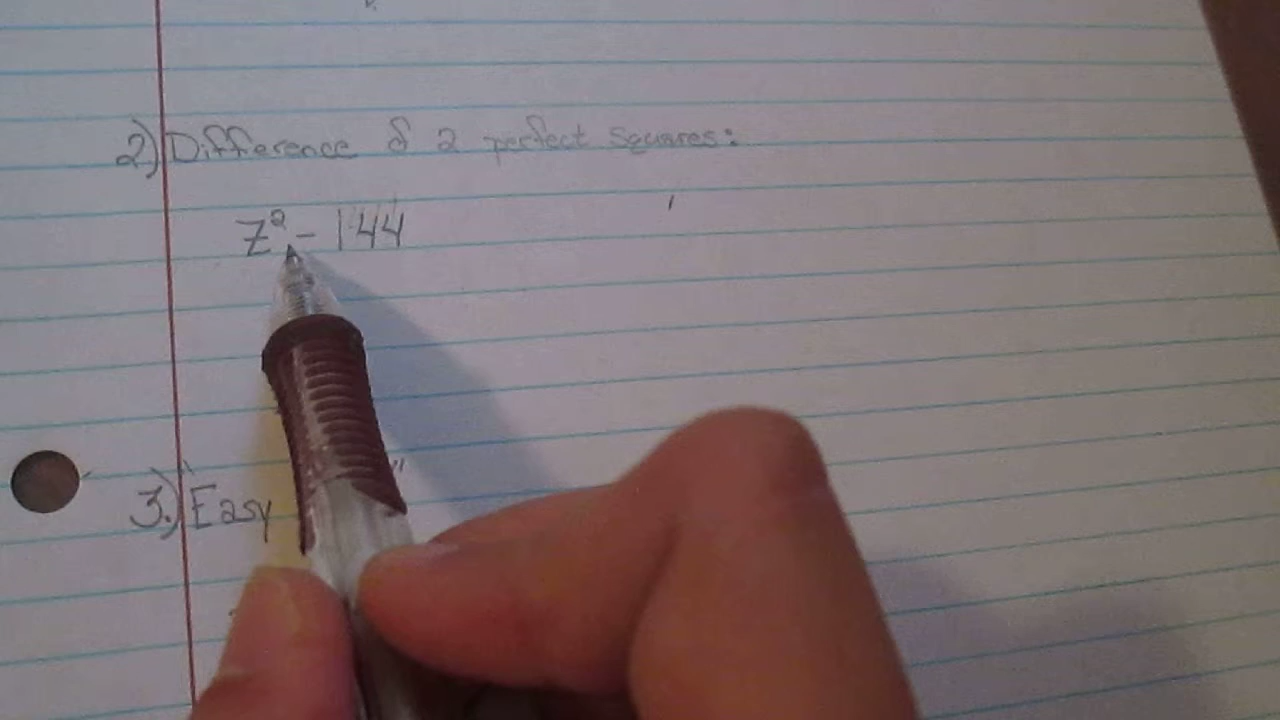 2) Difference of 2 perfect squares:
z² - 144
3.) "Easy "